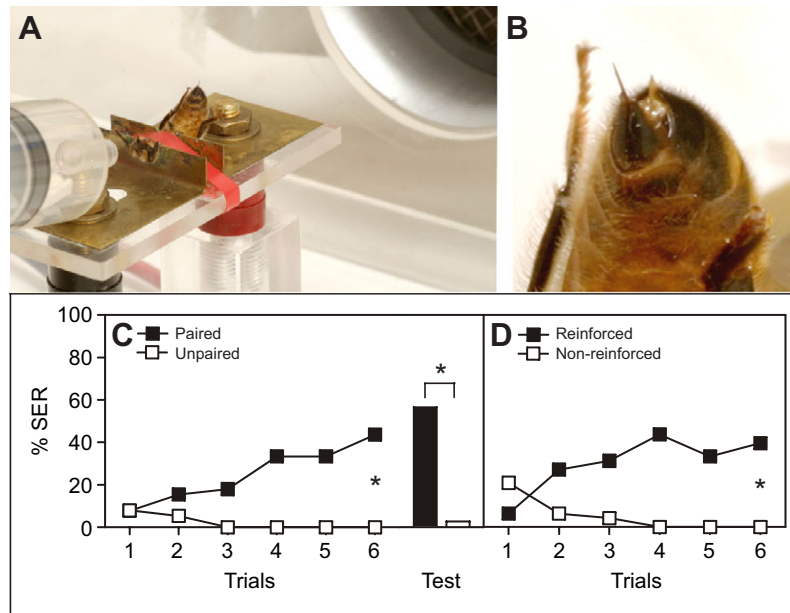 A
B
C
Paired
Unpaired
*
*
% SER
100
80
60
40
20
0
1 2 3 4 5 6
Trials
Test
D
Reinforced
Non-reinforced
*
1 2 3 4 5 6
Trials